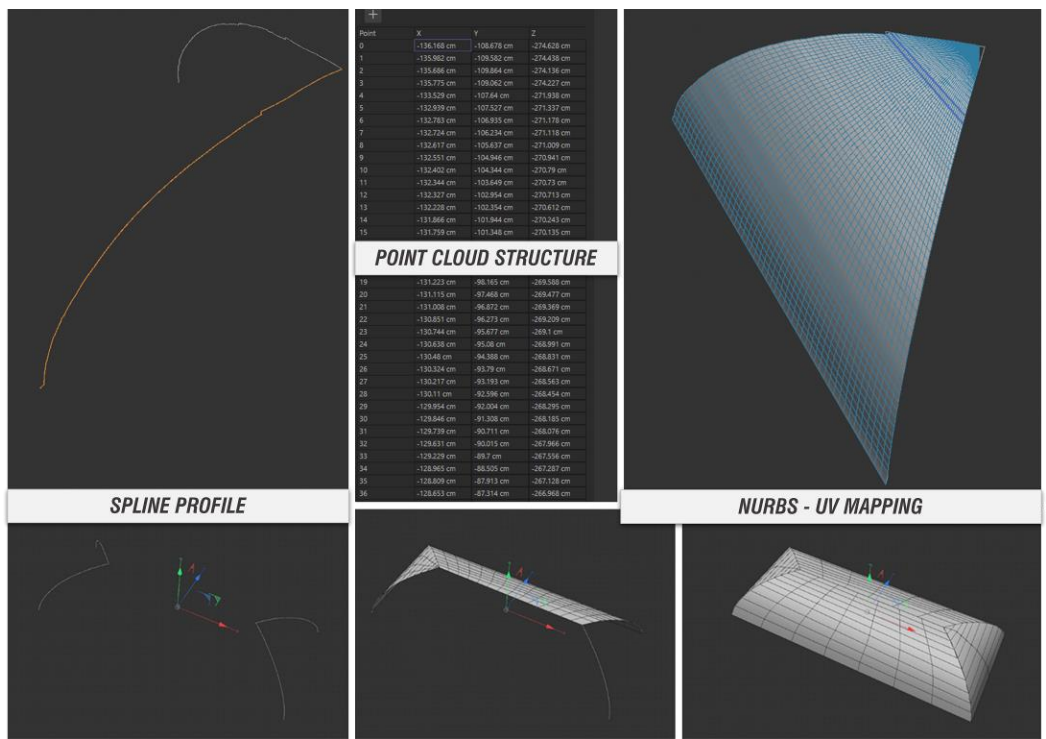 +
Point X Y Z
0 -136.168 cm -108.678 cm -274.628 cm
1 -135.982 cm -109.582 cm -274.438 cm
2 -135.686 cm -109.864 cm -274.136 cm
3 -135.775 cm -109.062 cm -274.227 cm
4 -133.529 cm -107.64 cm -271.938 cm
5 -132.939 cm -107.527 cm -271.337 cm
6 -132.783 cm -106.935 cm -271.178 cm
7 -132.724 cm -106.234 cm -271.118 cm
8 -132.617 cm -105.637 cm -271.009 cm
9 -132.551 cm -104.946 cm -270.941 cm
10 -132.402 cm -104.344 cm -270.79 cm
11 -132.344 cm -103.649 cm -270.73 cm
12 -132.327 cm -102.954 cm -270.713 cm
13 -132.228 cm -102.354 cm -270.612 cm
14 -131.866 cm -101.944 cm -270.243 cm
15 -131.759 cm -101.348 cm -270.135 cm
POINT CLOUD STRUCTURE
19 -131.223 cm -98.165 cm -269.588 cm
20 -131.115 cm -97.468 cm -269.477 cm
21 -131.008 cm -96.872 cm -269.369 cm
22 -130.851 cm -96.273 cm -269.209 cm
23 -130.744 cm -95.677 cm -269.1 cm
24 -130.638 cm -95.08 cm -268.991 cm
25 -130.48 cm -94.388 cm -268.831 cm
26 -130.324 cm -93.79 cm -268.671 cm
27 -130.217 cm -93.193 cm -268.563 cm
28 -130.11 cm -92.596 cm -268.454 cm
29 -129.954 cm -92.004 cm -268.295 cm
30 -129.846 cm -91.308 cm -268.185 cm
31 -129.739 cm -90.711 cm -268.076 cm
32 -129.631 cm -90.015 cm -267.966 cm
33 -129.229 cm -89.7 cm -267.556 cm
34 -128.965 cm -88.505 cm -267.287 cm
35 -128.809 cm -87.913 cm -267.128 cm
36 -128.653 cm -87.314 cm -266.968 cm
SPLINE PROFILE
NURBS - UV MAPPING